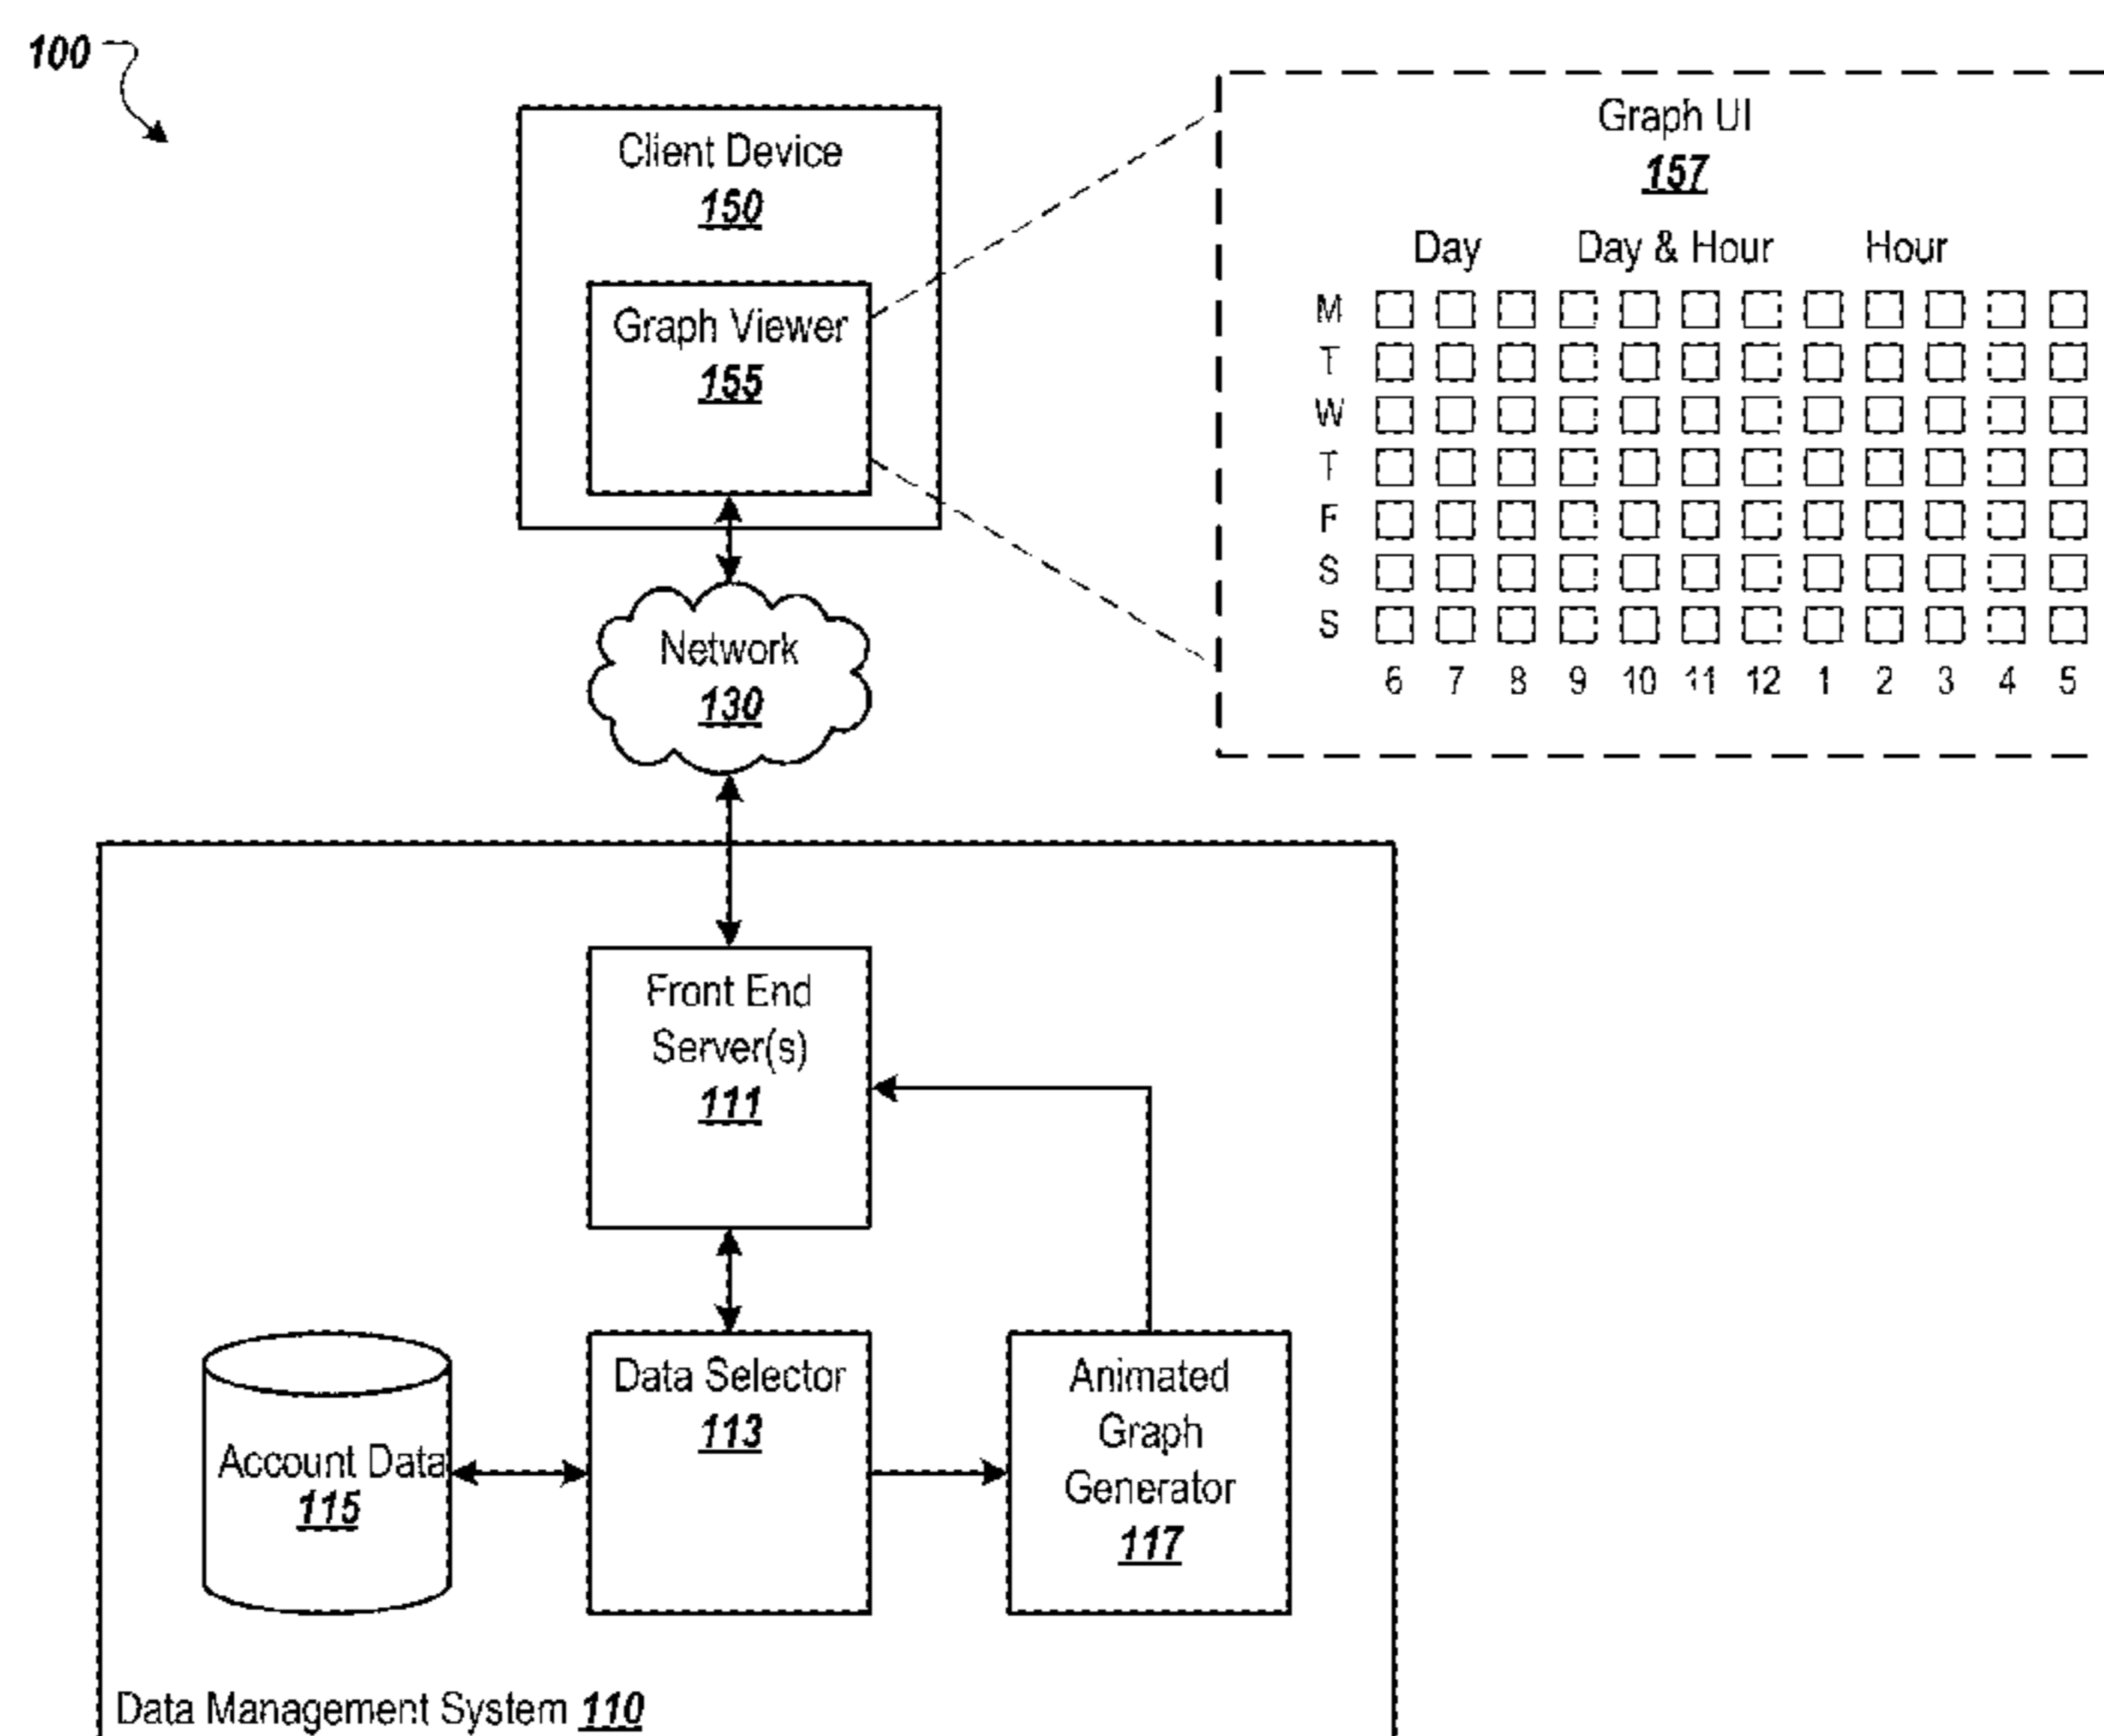 100
Client Device
150
Graph Viewer
155
Network
130
Graph UI
157
Day Day & Hour Hour
M
T
W
T
F
S
S
6 7 8 9 10 11 12 1 2 3 4 5
Front End
Server(s)
111
Account Data
115
Data Selector
113
Animated
Graph
Generator
117
Data Management System 110